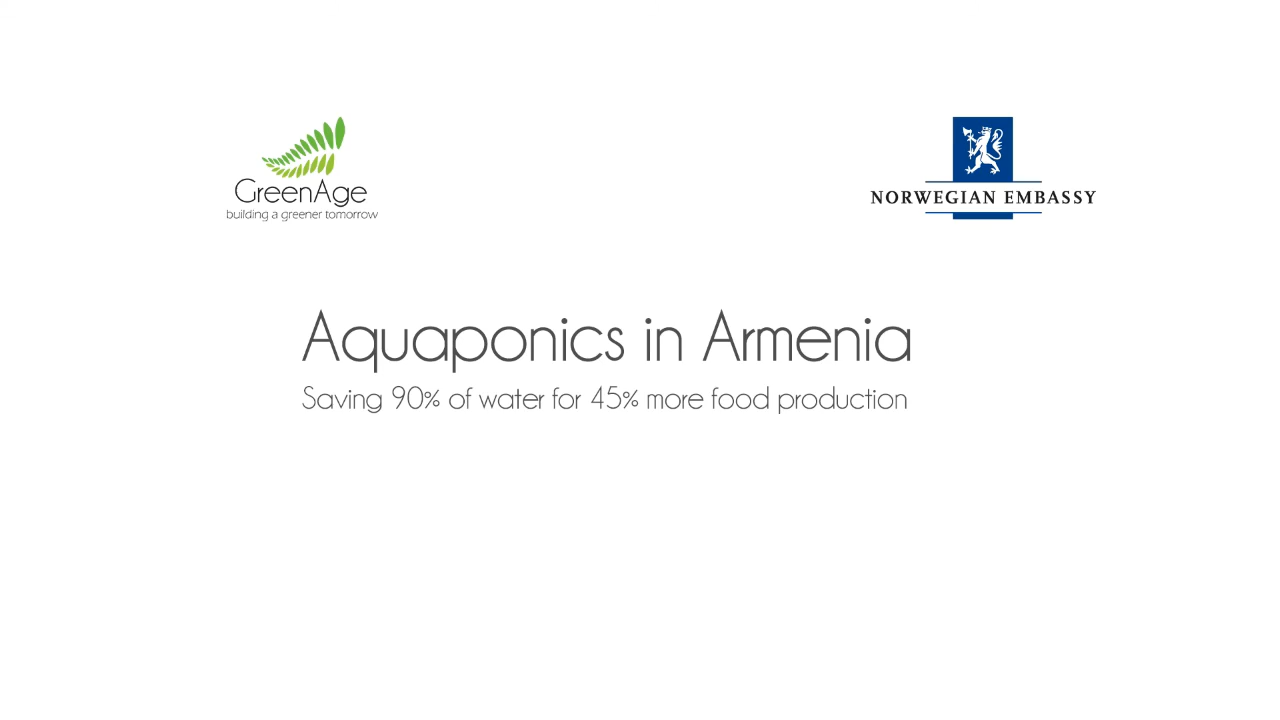 GreenAge
building a greener tomorrow
NORWEGIAN EMBASSY
Aquaponics in Armenia
Saving 90% of water for 45% more food production